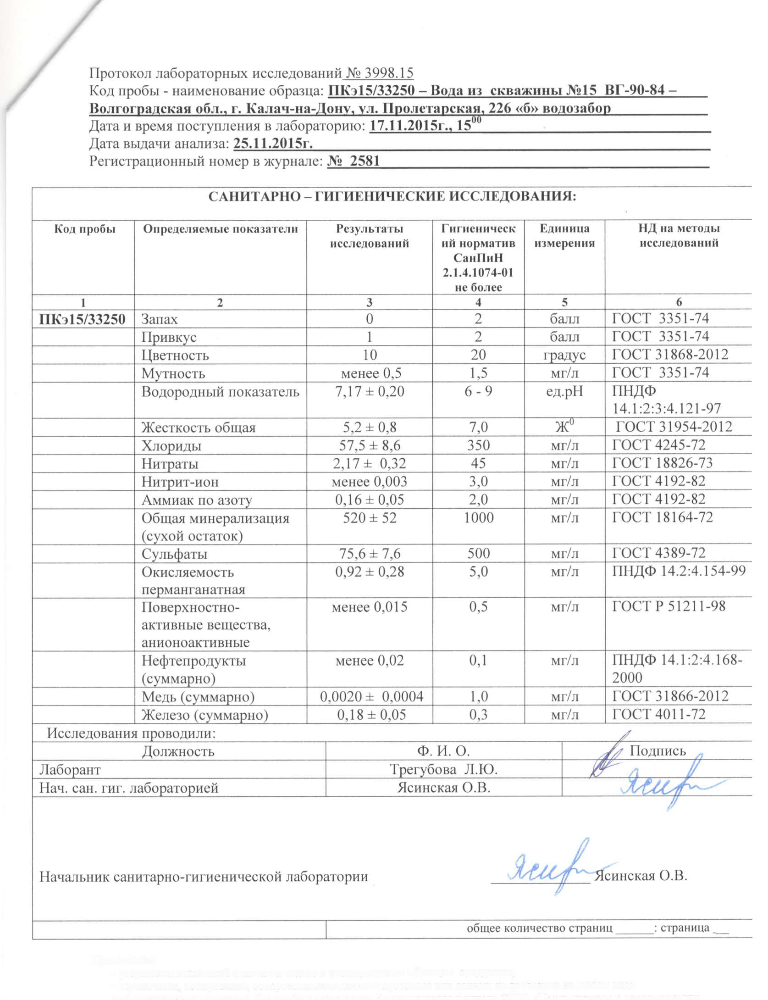 Протокол лабораторных исследований № 3998.15
Код пробы - наименование образца: ПКэ15/33250 – Вода из скважины №15 ВГ-90-84 –
Волгоградская обл., г. Калач-на-Дону, ул. Пролетарская, 226 «б» водозабор
Дата и время поступления в лабораторию: 17.11.2015г., 15⁰⁰
Дата выдачи анализа: 25.11.2015г.
Регистрационный номер в журнале: № 2581
САНИТАРНО – ГИГИЕНИЧЕСКИЕ ИССЛЕДОВАНИЯ:
Код пробы Определяемые показатели Результаты Гигиеническ Единица НД на методы
исследований ий норматив измерения исследований
СанПиН
2.1.4.1074-01
не более
1 2 3 4 5 6
ПКэ15/33250 Запах 0 2 балл ГОСТ 3351-74
Привкус 1 2 балл ГОСТ 3351-74
Цветность 10 20 градус ГОСТ 31868-2012
Мутность менее 0,5 1,5 мг/л ГОСТ 3351-74
Водородный показатель 7,17 ± 0,20 6 - 9 ед.рН ПНДФ
14.1:2:3:4.121-97
Жесткость общая 5,2 ± 0,8 7,0 Ж⁰ ГОСТ 31954-2012
Хлориды 57,5 ± 8,6 350 мг/л ГОСТ 4245-72
Нитраты 2,17 ± 0,32 45 мг/л ГОСТ 18826-73
Нитрит-ион менее 0,003 3,0 мг/л ГОСТ 4192-82
Аммиак по азоту 0,16 ± 0,05 2,0 мг/л ГОСТ 4192-82
Общая минерализация 520 ± 52 1000 мг/л ГОСТ 18164-72
(сухой остаток)
Сульфаты 75,6 ± 7,6 500 мг/л ГОСТ 4389-72
Окисляемость 0,92 ± 0,28 5,0 мг/л ПНДФ 14.2:4.154-99
перманганатная
Поверхностно- менее 0,015 0,5 мг/л ГОСТ Р 51211-98
активные вещества,
анионоактивные
Нефтепродукты менее 0,02 0,1 мг/л ПНДФ 14.1:2:4.168-
(суммарно) 2000
Медь (суммарно) 0,0020 ± 0,0004 1,0 мг/л ГОСТ 31866-2012
Железо (суммарно) 0,18 ± 0,05 0,3 мг/л ГОСТ 4011-72
Исследования проводили:
Должность Ф. И. О. Подпись
Лаборант Трегубова Л.Ю.
Нач. сан. гиг. лабораторией Ясинская О.В.
Начальник санитарно-гигиенической лаборатории Ясинская О.В.
общее количество страниц ______: страница __